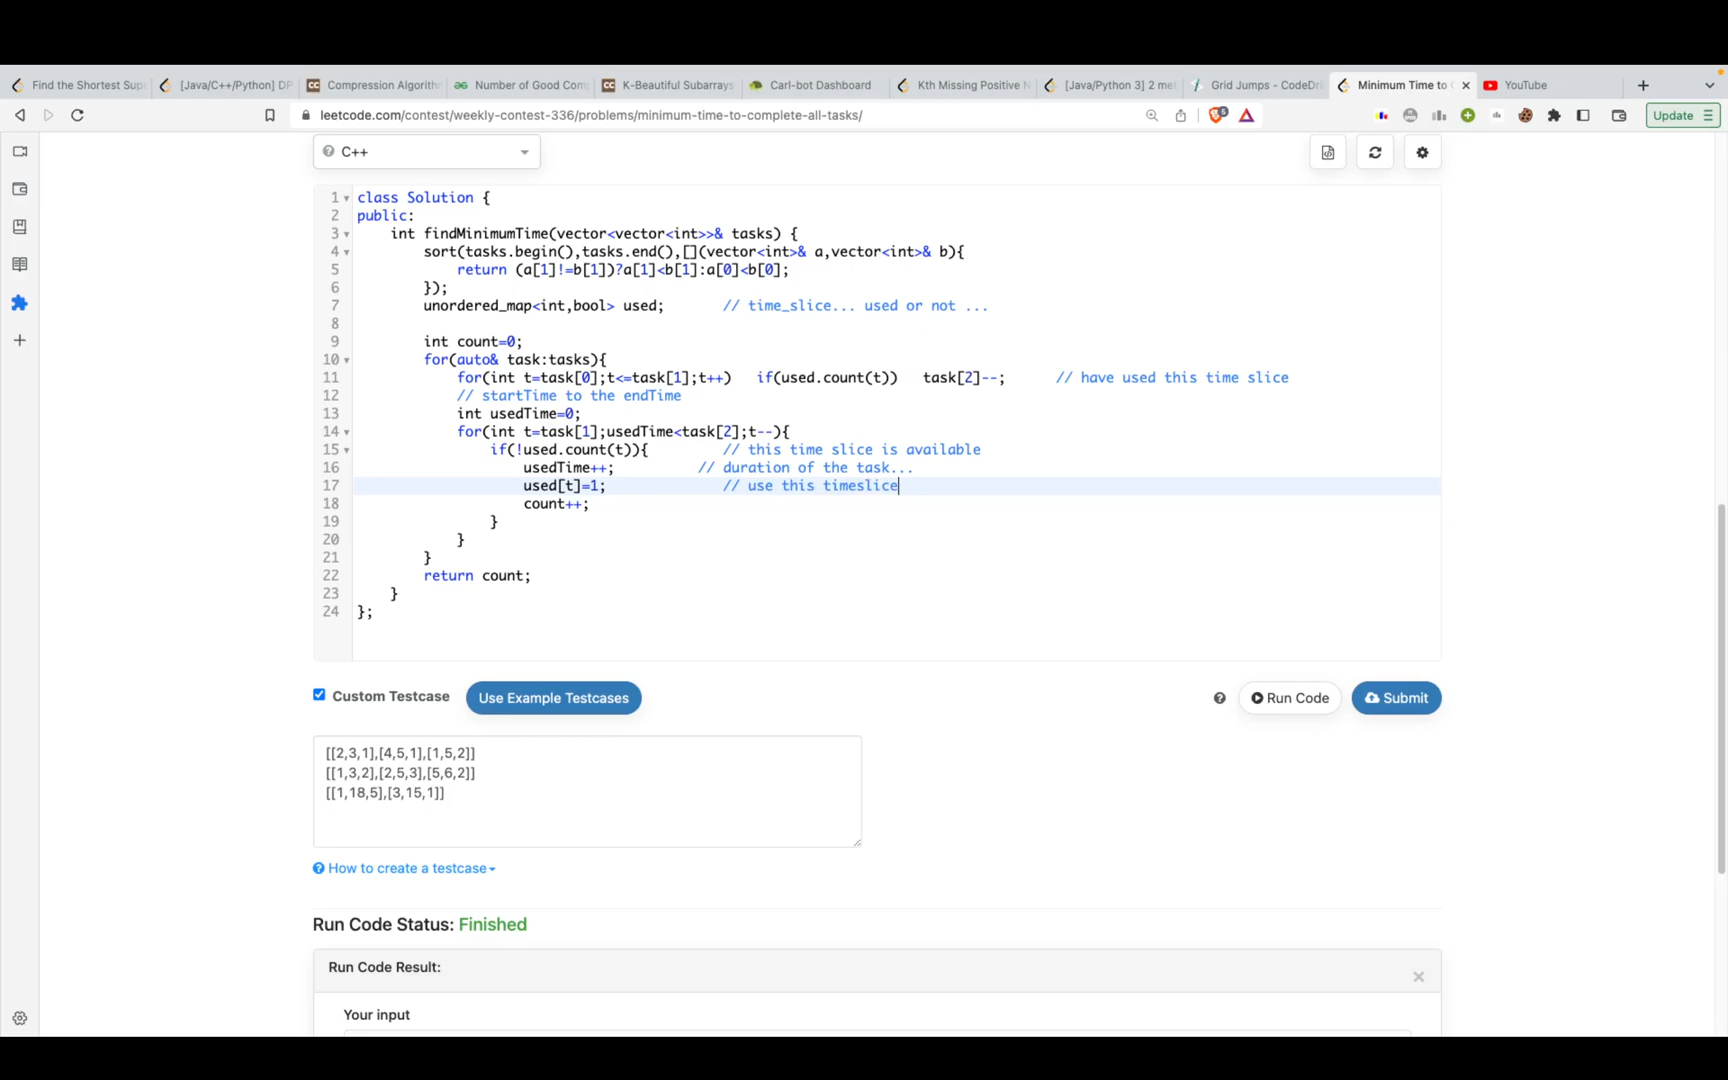 Find the Shortest Sup
[Java/C++/Python] DP
CC Compression Algorith
Number of Good Com
CC K-Beautiful Subarrays
Carl-bot Dashboard
Kth Missing Positive N
[Java/Python 3] 2 met
Grid Jumps - CodeDri
Minimum Time to C
YouTube
leetcode.com/contest/weekly-contest-336/problems/minimum-time-to-complete-all-tasks/
Update
C++
1 class Solution {
2 public:
3 int findMinimumTime(vector<vector<int>>& tasks) {
4 sort(tasks.begin(),tasks.end(),[](vector<int>& a,vector<int>& b){
5 return (a[1]!=b[1])?a[1]<b[1]:a[0]<b[0];
6 });
7 unordered_map<int,bool> used; // time_slice... used or not ...
8
9 int count=0;
10 for(auto& task:tasks){
11 for(int t=task[0];t<=task[1];t++) if(used.count(t)) task[2]--; // have used this time slice
12 // startTime to the endTime
13 int usedTime=0;
14 for(int t=task[1];usedTime<task[2];t--){
15 if(!used.count(t)){ // this time slice is available
16 usedTime++; // duration of the task...
17 used[t]=1; // use this timeslice
18 count++;
19 }
20 }
21 }
22 return count;
23 }
24 };
Custom Testcase
Use Example Testcases
Run Code
Submit
[[2,3,1],[4,5,1],[1,5,2]]
[[1,3,2],[2,5,3],[5,6,2]]
[[1,18,5],[3,15,1]]
How to create a testcase
Run Code Status: Finished
Run Code Result:
Your input